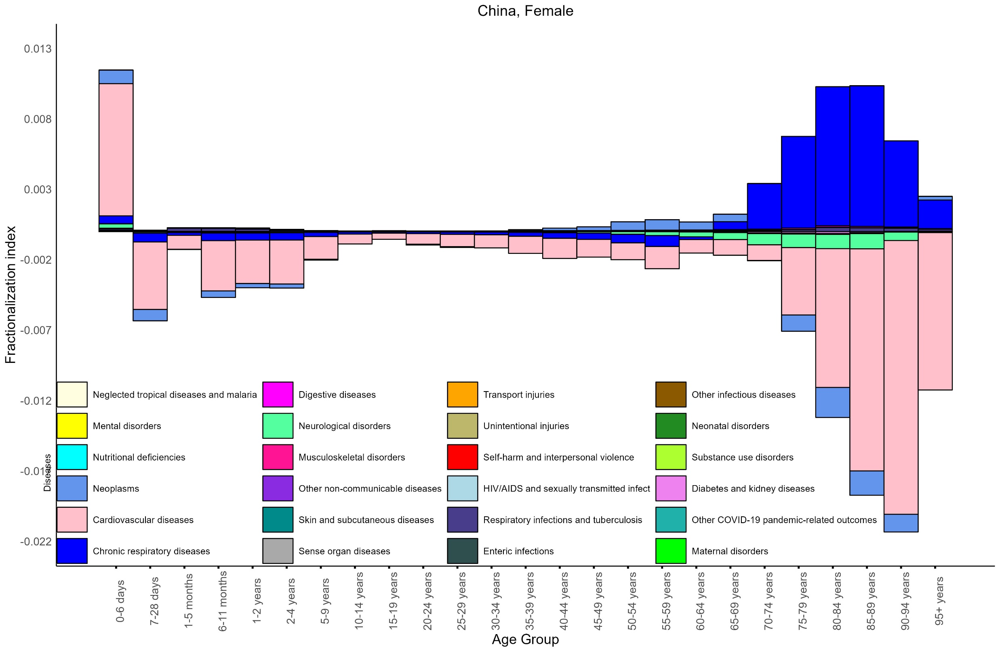 China, Female
Fractionalization index
0.013
0.008
0.003
-0.002
-0.007
-0.012
-0.022
Diseases
Neglected tropical diseases and malaria
Mental disorders
Nutritional deficiencies
Neoplasms
Cardiovascular diseases
Chronic respiratory diseases
Digestive diseases
Neurological disorders
Musculoskeletal disorders
Other non-communicable diseases
Skin and subcutaneous diseases
Sense organ diseases
Transport injuries
Unintentional injuries
Self-harm and interpersonal violence
HIV/AIDS and sexually transmitted infect
Respiratory infections and tuberculosis
Enteric infections
Other infectious diseases
Neonatal disorders
Substance use disorders
Diabetes and kidney diseases
Other COVID-19 pandemic-related outcomes
Maternal disorders
0-6 days
7-28 days
1-5 months
6-11 months
1-2 years
2-4 years
5-9 years
10-14 years
15-19 years
20-24 years
25-29 years
30-34 years
35-39 years
40-44 years
45-49 years
50-54 years
55-59 years
60-64 years
65-69 years
70-74 years
75-79 years
80-84 years
85-89 years
90-94 years
95+ years
Age Group